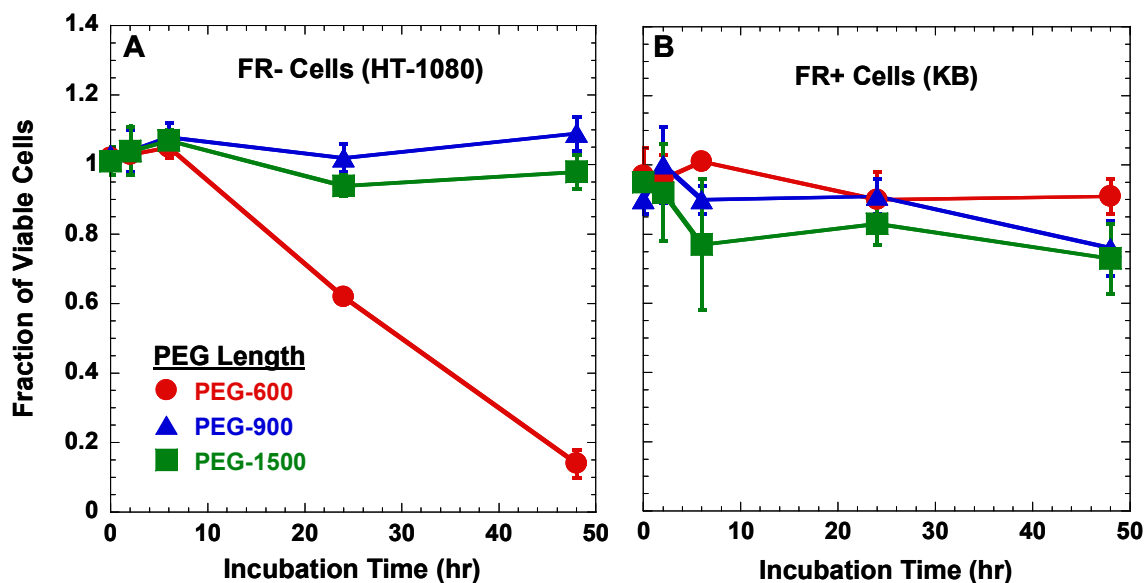 A
FR- Cells (HT-1080)
B
FR+ Cells (KB)
Fraction of Viable Cells
1.4
1.2
1
0.8
0.6
0.4
0.2
0
PEG Length
PEG-600
PEG-900
PEG-1500
0 10 20 30 40 50
10 20 30 40 50
0
Incubation Time (hr)
Incubation Time (hr)